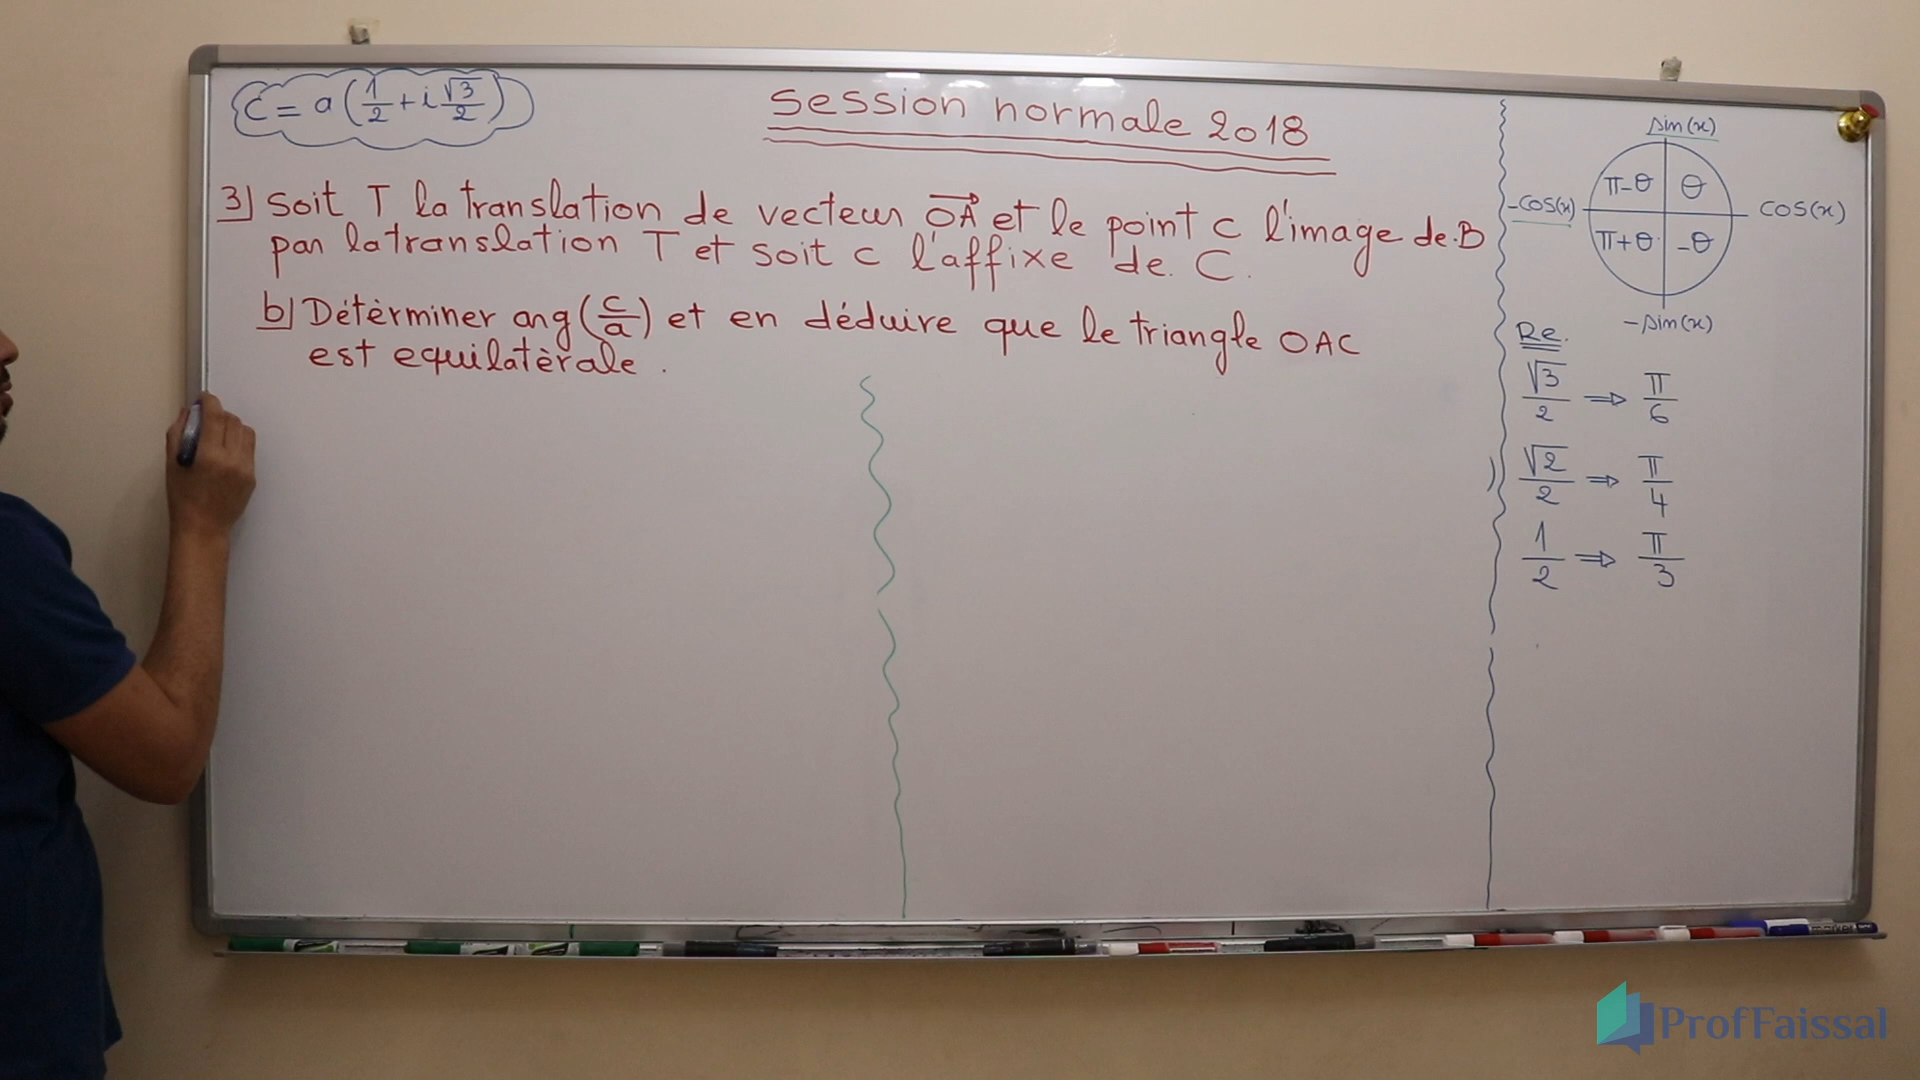 c = a(1/2 + i√3/2)
Session normale 2018
3) Soit T la translation de vecteur OA⃗ et le point C l'image de B
par la translation T et soit c l'affixe de C.
b) Détèrminer arg(c/a) et en déduire que le triangle OAC
est equilatèrale.
sin(x)
π-θ θ
-cos(x) cos(x)
π+θ -θ
-sin(x)
Re.
√3/2 ⇒ π/6
√2/2 ⇒ π/4
1/2 ⇒ π/3
ProfFaissal